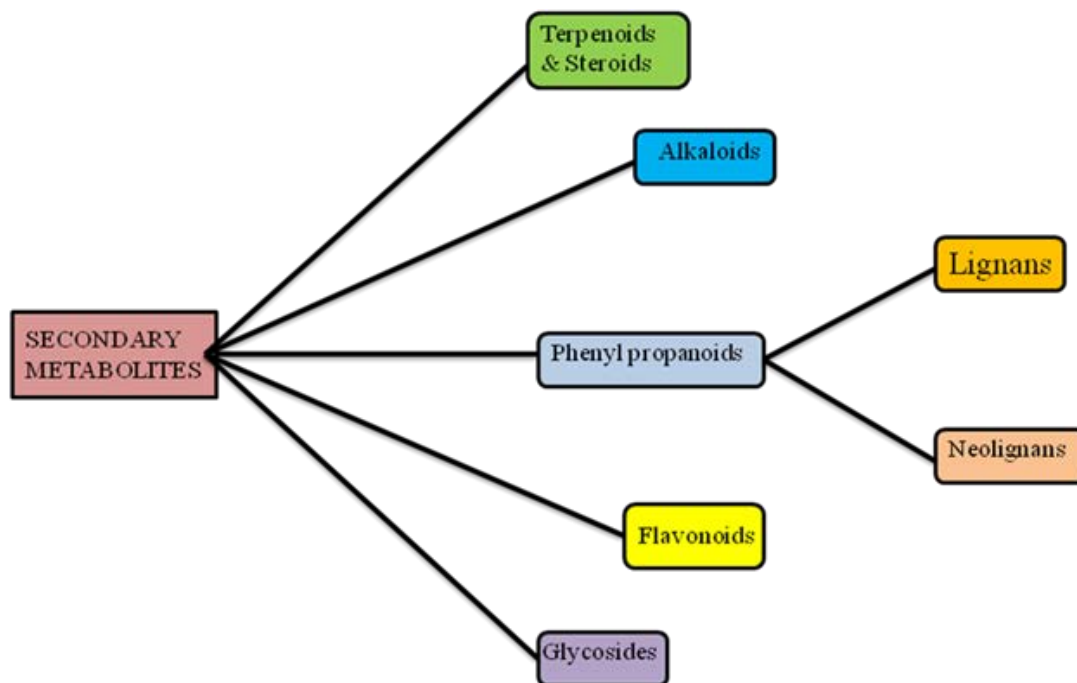 Terpenoids
& Steroids
Alkaloids
Lignans
SECONDARY
METABOLITES
Phenyl propanoids
Neolignans
Flavonoids
Glycosides